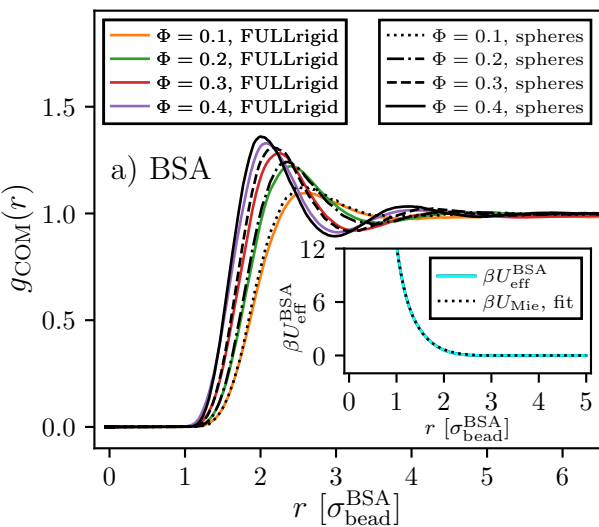 Φ = 0.1, FULLrigid
Φ = 0.2, FULLrigid
Φ = 0.3, FULLrigid
Φ = 0.4, FULLrigid
Φ = 0.1, spheres
Φ = 0.2, spheres
Φ = 0.3, spheres
Φ = 0.4, spheres
a) BSA
g_COM(r)
1.5
1.0
0.5
0.0
0 1 2 3 4 5 6
r [σ_bead^BSA]
βU_eff^BSA
12
6
0
βU_eff^BSA
βU_Mie, fit
0 1 2 3 4 5
r [σ_bead^BSA]